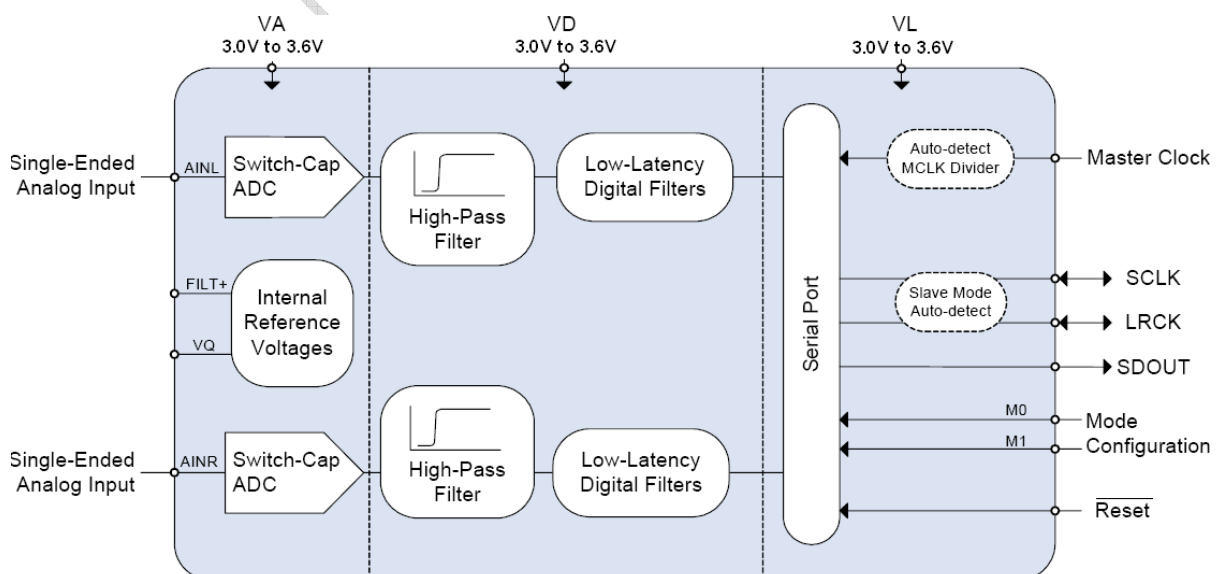 VA
3.0V to 3.6V
VD
3.0V to 3.6V
VL
3.0V to 3.6V
Single-Ended
Analog Input
AINL
Switch-Cap
ADC
High-Pass
Filter
Low-Latency
Digital Filters
Auto-detect
MCLK Divider
Master Clock
FILT+
VQ
Internal
Reference
Voltages
Serial Port
Slave Mode
Auto-detect
SCLK
LRCK
SDOUT
Single-Ended
Analog Input
AINR
Switch-Cap
ADC
High-Pass
Filter
Low-Latency
Digital Filters
M0
M1
Mode
Configuration
Reset